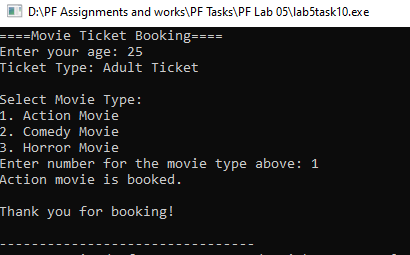 D:\PF Assignments and works\PF Tasks\PF Lab 05\lab5task10.exe
====Movie Ticket Booking====
Enter your age: 25
Ticket Type: Adult Ticket
Select Movie Type:
1. Action Movie
2. Comedy Movie
3. Horror Movie
Enter number for the movie type above: 1
Action movie is booked.
Thank you for booking!
--------------------------------